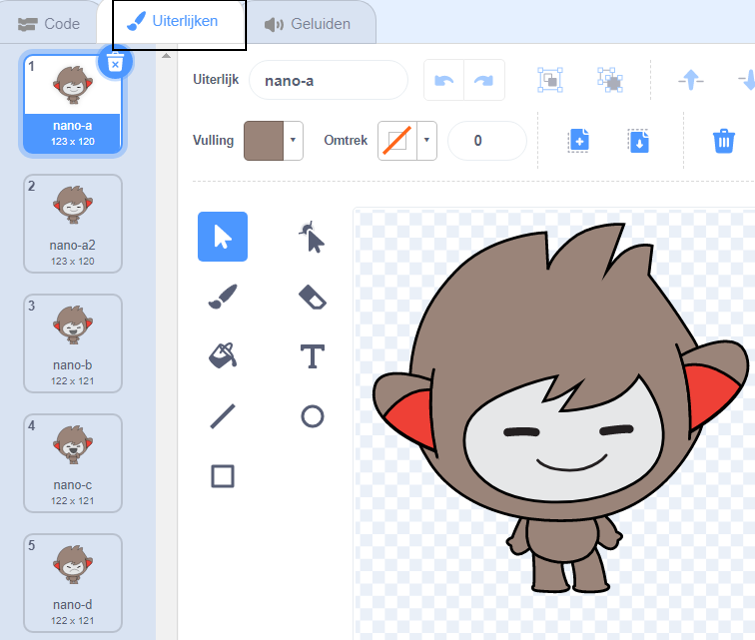 Code
Uiterlijken
Geluiden
1
nano-a
123 x 120
2
nano-a2
123 x 120
3
nano-b
122 x 121
4
nano-c
122 x 121
5
nano-d
122 x 121
Uiterlijk
nano-a
Vulling
Omtrek
0
T